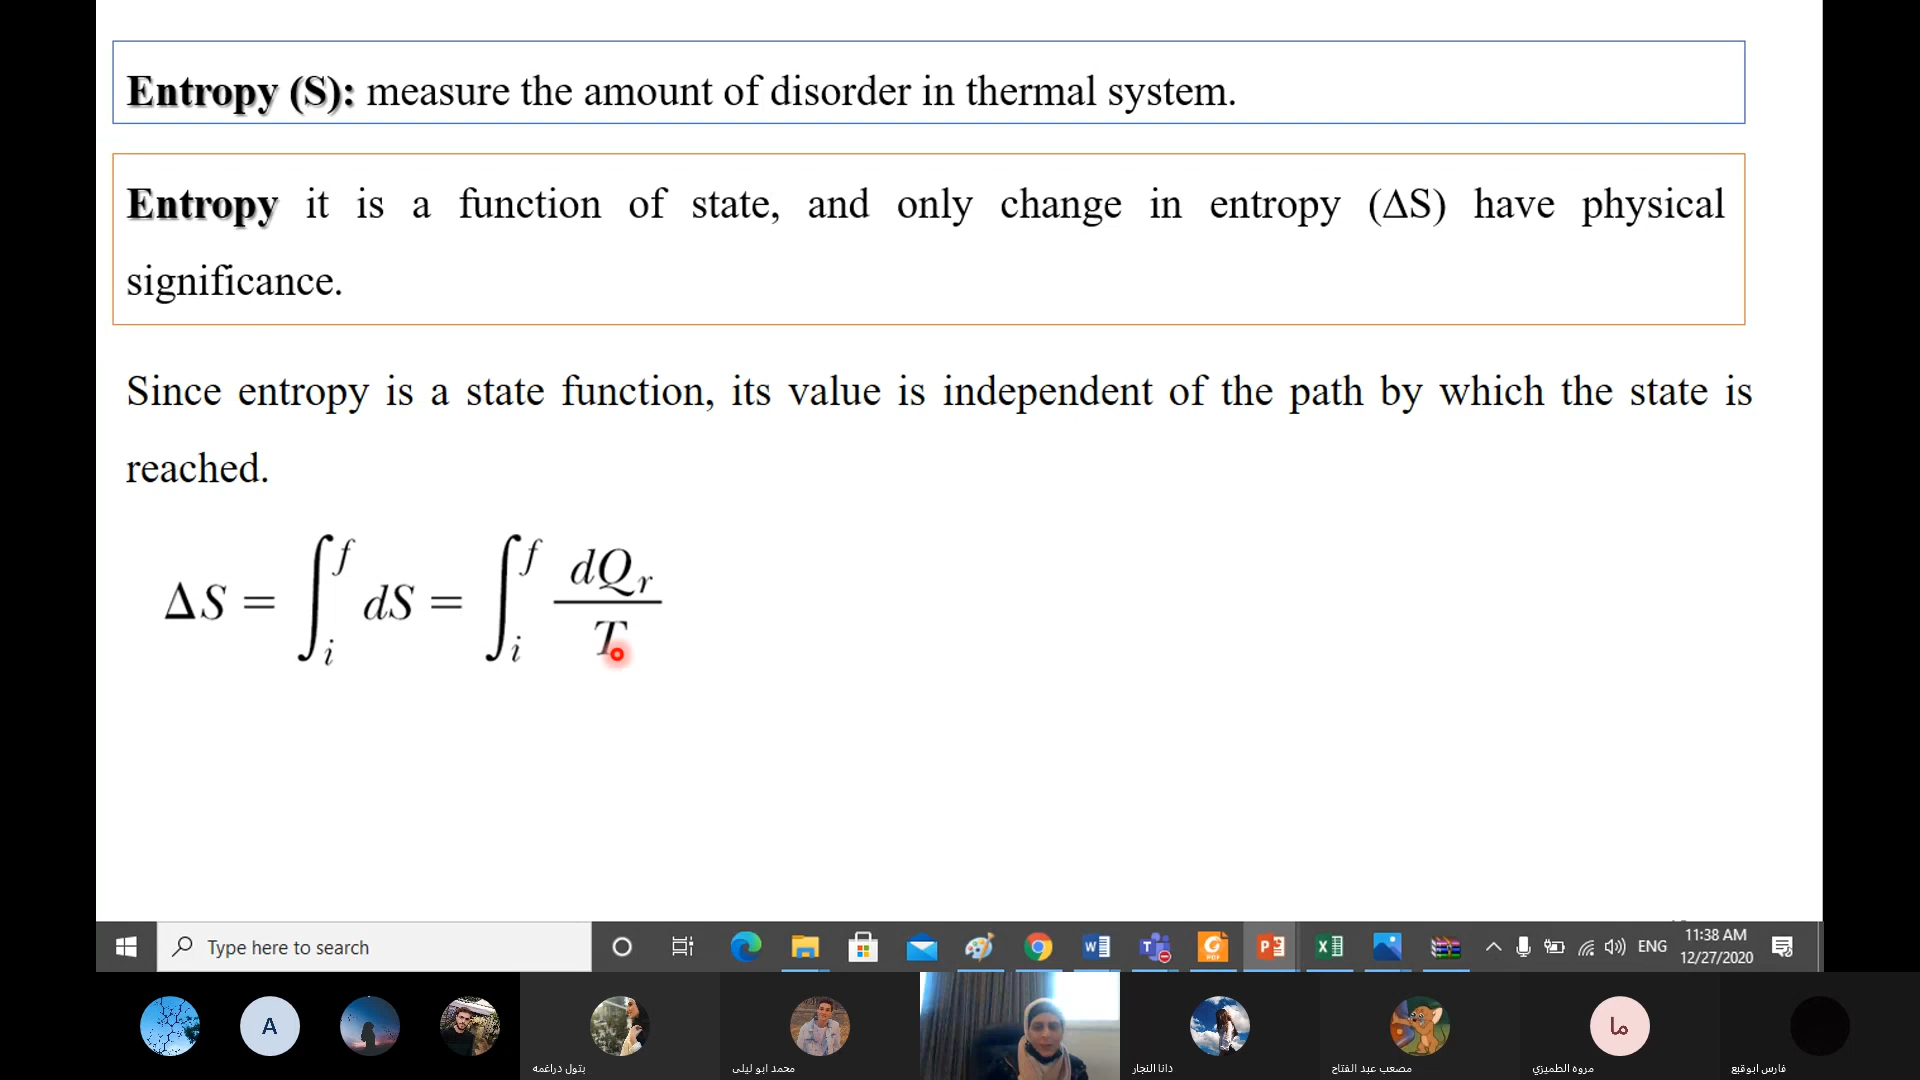 Entropy (S): measure the amount of disorder in thermal system.
Entropy it is a function of state, and only change in entropy (ΔS) have physical
significance.
Since entropy is a state function, its value is independent of the path by which the state is
reached.
ΔS = ∫_i^f dS = ∫_i^f dQ_r / T
Type here to search
ENG
11:38 AM
12/27/2020
A
ما
بتول دراغمه
محمد ابو ليلى
دانا النجار
مصعب عبد الفتاح
مروه الطميزي
فارس ابوقبع